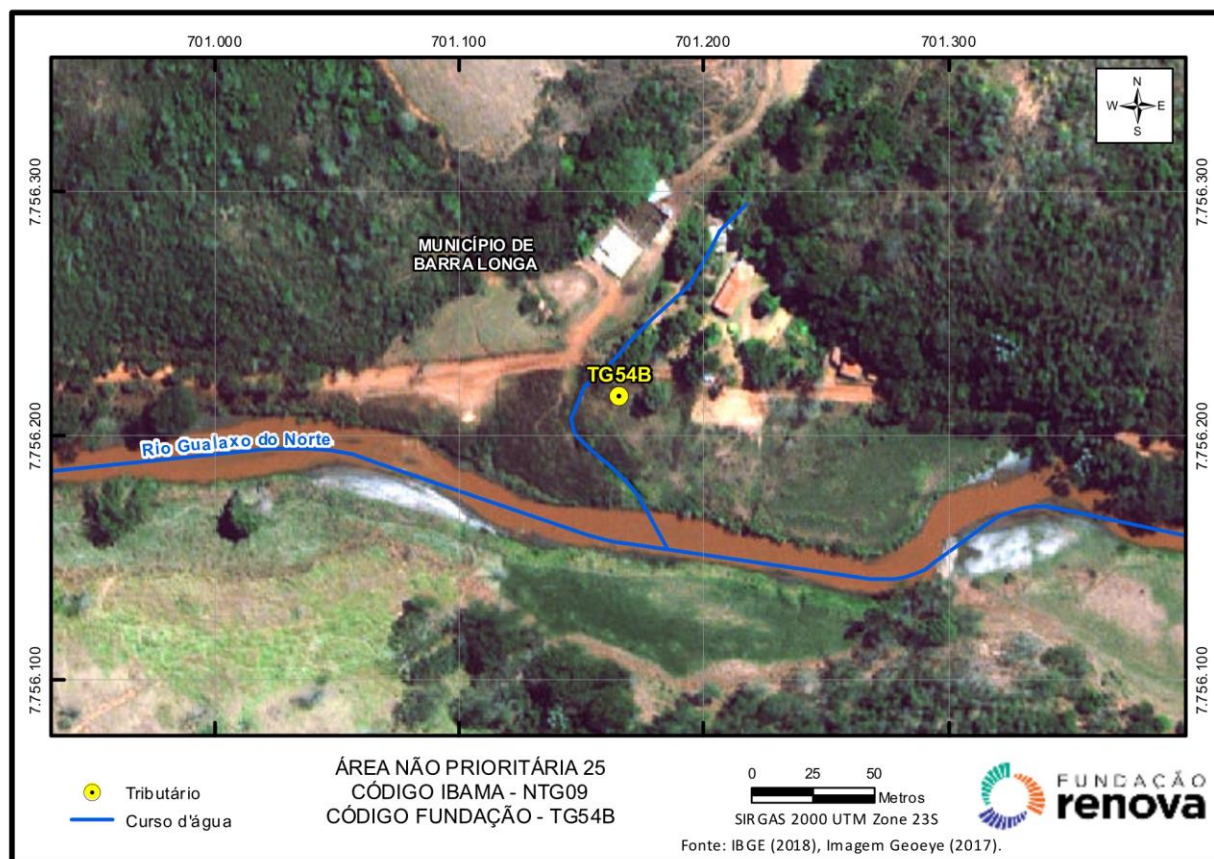 701.000 701.100 701.200 701.300
N
W E
S
7.756.300 7.756.300
MUNICÍPIO DE
BARRA LONGA
TG54B
7.756.200 7.756.200
Rio Gualaxo do Norte
7.756.100 7.756.100
Tributário
Curso d'água
ÁREA NÃO PRIORITÁRIA 25
CÓDIGO IBAMA - NTG09
CÓDIGO FUNDAÇÃO - TG54B
0 25 50
Metros
SIRGAS 2000 UTM Zone 23S
FUNDAÇÃO
renova
Fonte: IBGE (2018), Imagem Geoeye (2017).